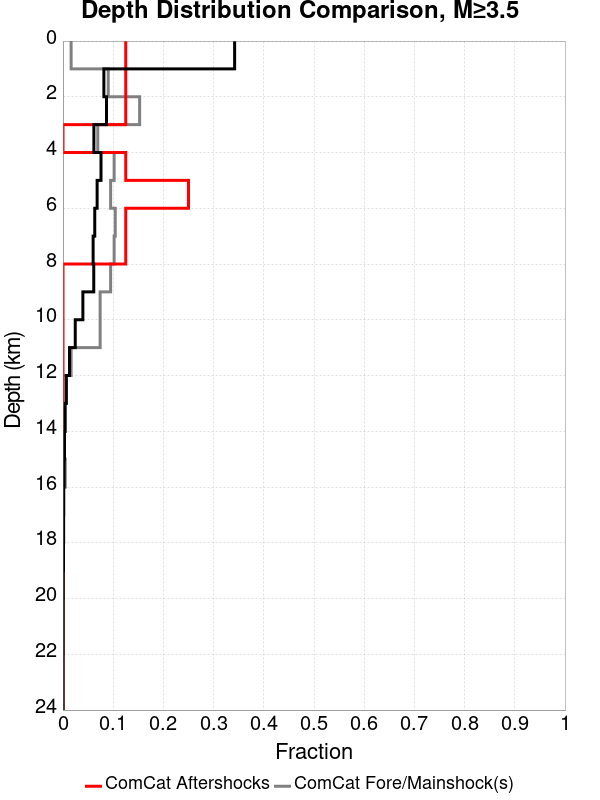 Depth Distribution Comparison, M≥3.5
0
2
4
6
8
10
12
14
16
18
20
22
24
Depth (km)
0 0.1 0.2 0.3 0.4 0.5 0.6 0.7 0.8 0.9 1
Fraction
ComCat Aftershocks ComCat Fore/Mainshock(s)